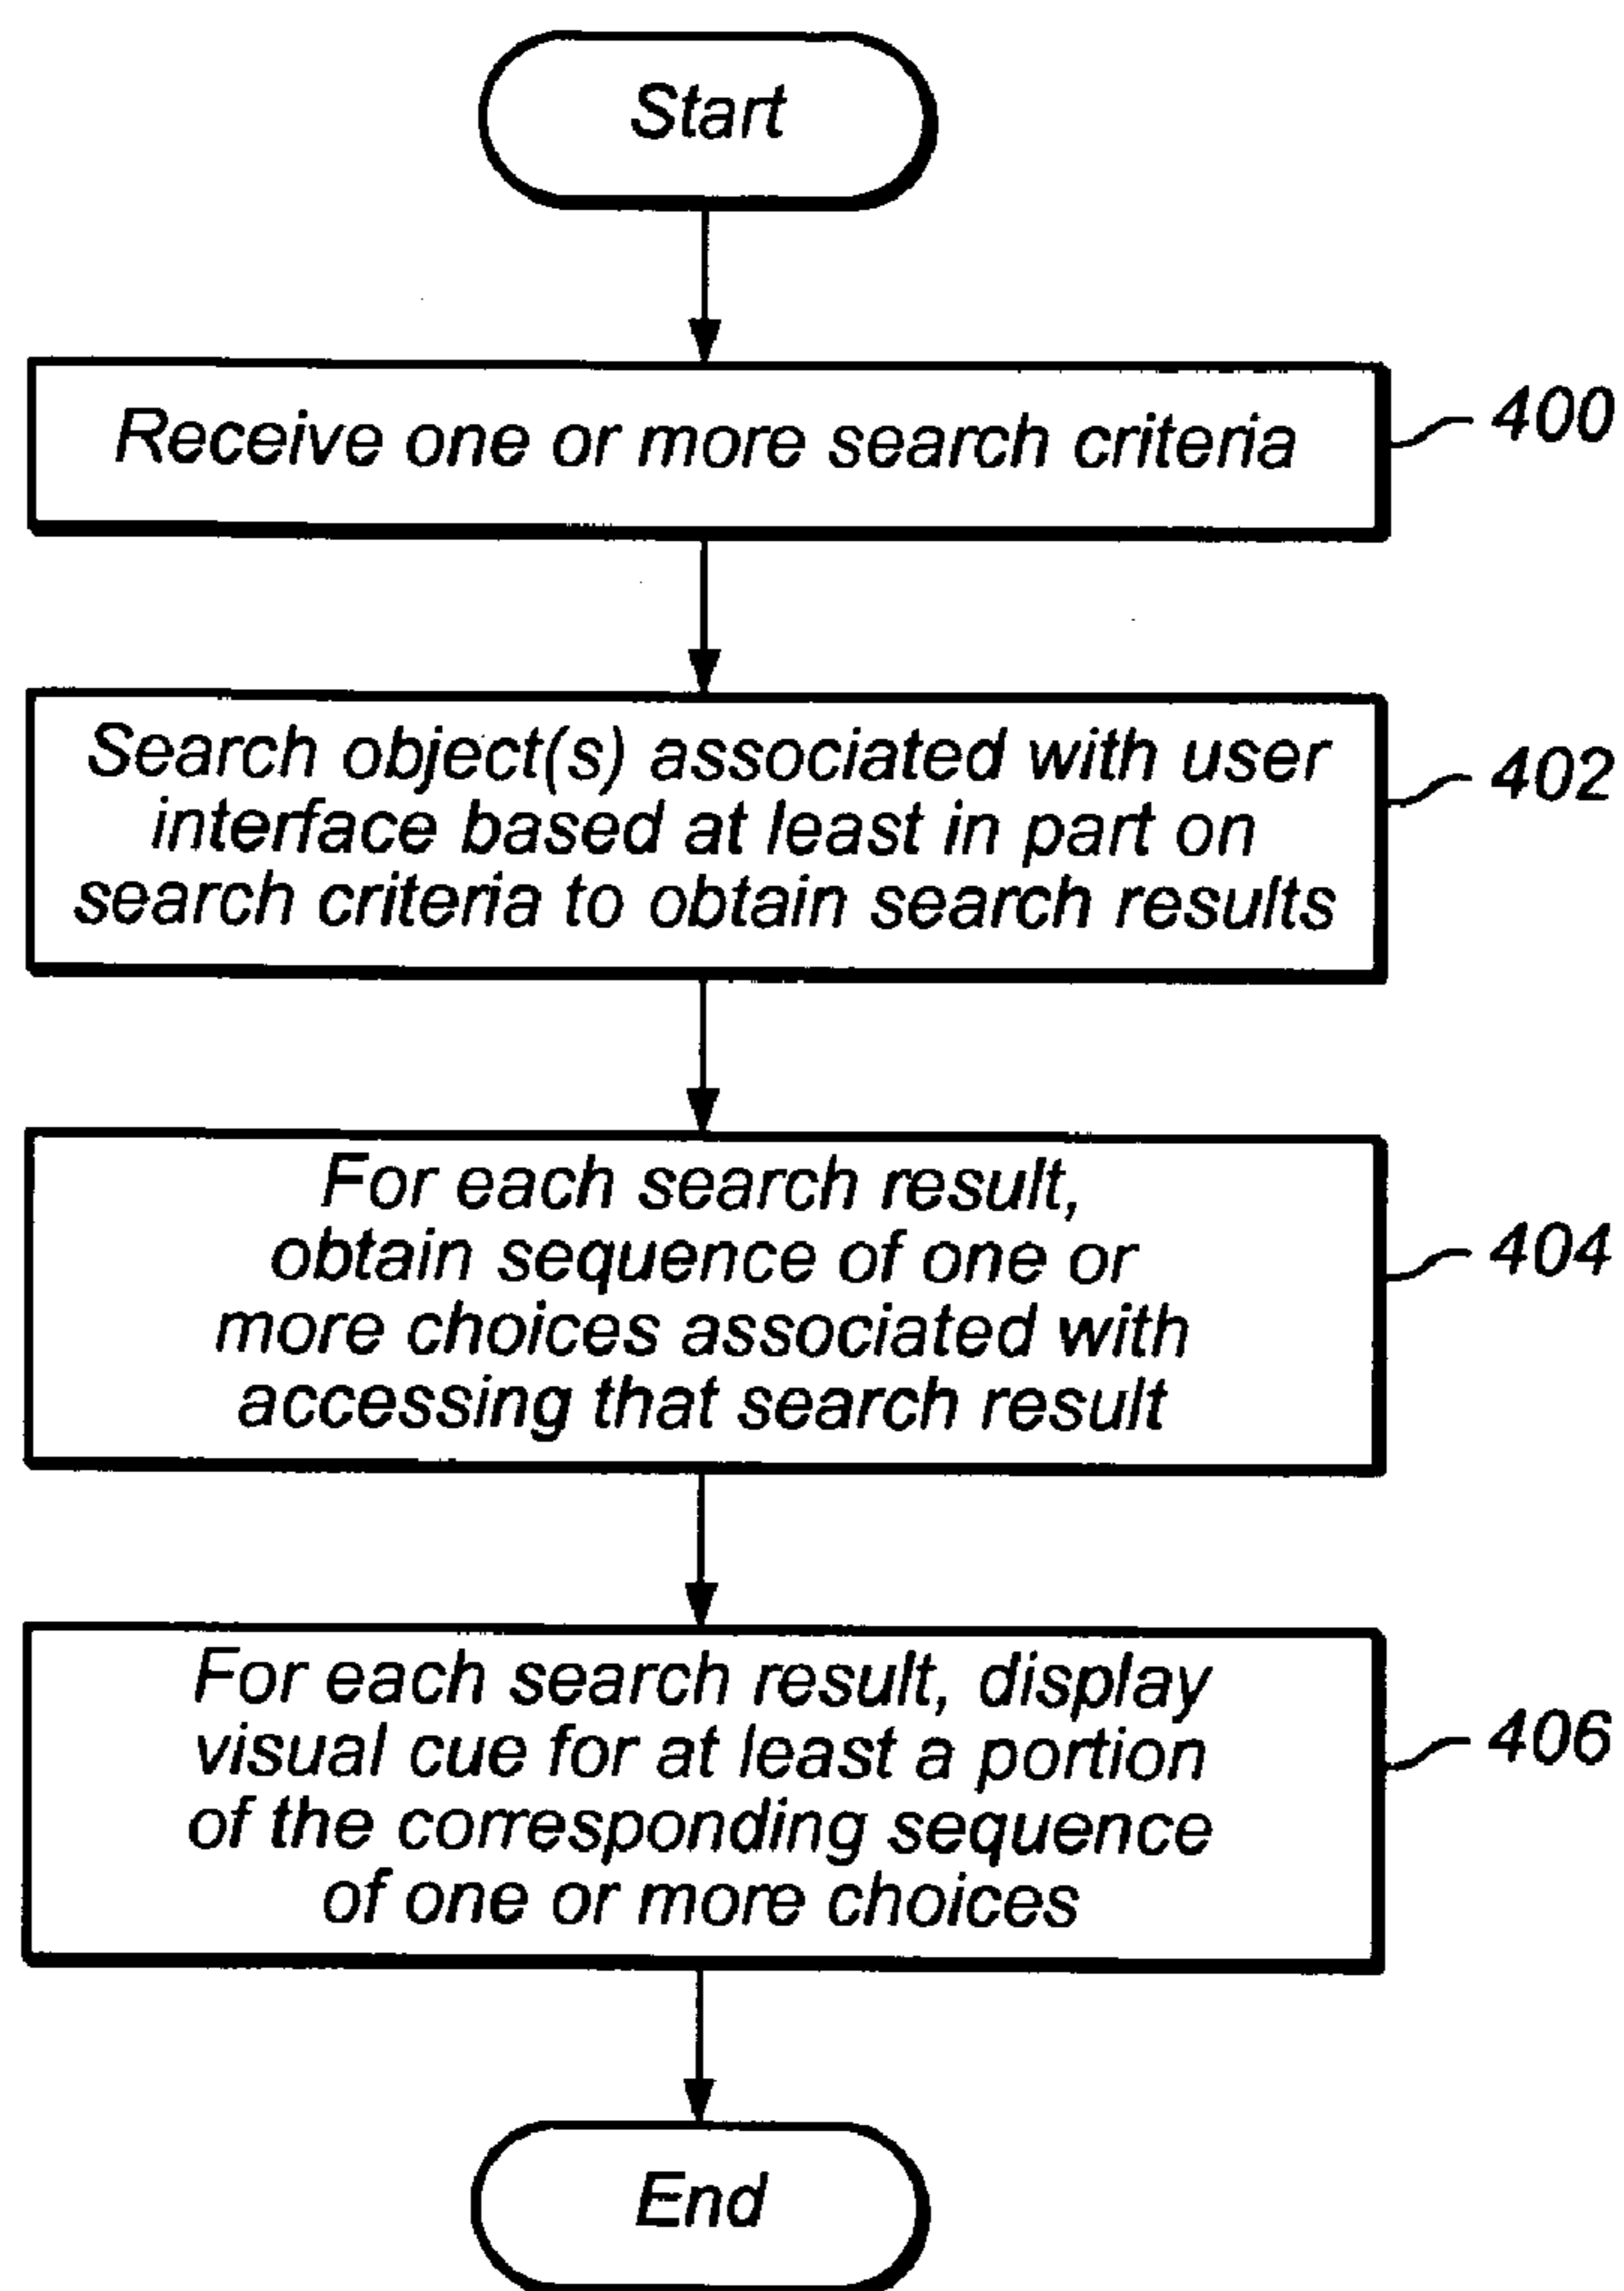 Start
Receive one or more search criteria
400
Search object(s) associated with user
interface based at least in part on
search criteria to obtain search results
402
For each search result,
obtain sequence of one or
more choices associated with
accessing that search result
404
For each search result, display
visual cue for at least a portion
of the corresponding sequence
of one or more choices
406
End